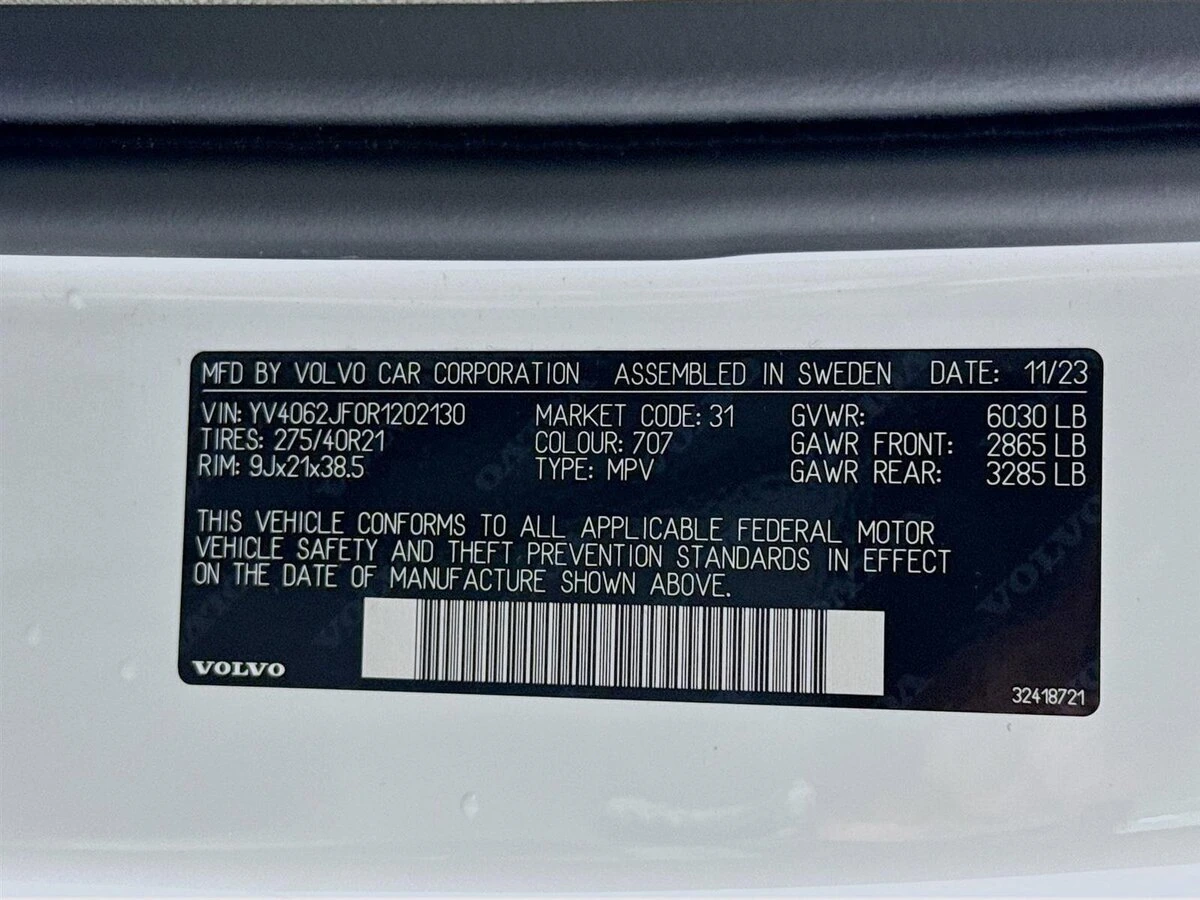 MFD BY VOLVO CAR CORPORATION ASSEMBLED IN SWEDEN DATE: 11/23
VIN: YV4062JF0R1202130 MARKET CODE: 31 GVWR: 6030 LB
TIRES: 275/40R21 COLOUR: 707 GAWR FRONT: 2865 LB
RIM: 9Jx21x38.5 TYPE: MPV GAWR REAR: 3285 LB
THIS VEHICLE CONFORMS TO ALL APPLICABLE FEDERAL MOTOR
VEHICLE SAFETY AND THEFT PREVENTION STANDARDS IN EFFECT
ON THE DATE OF MANUFACTURE SHOWN ABOVE.
VOLVO
32418721